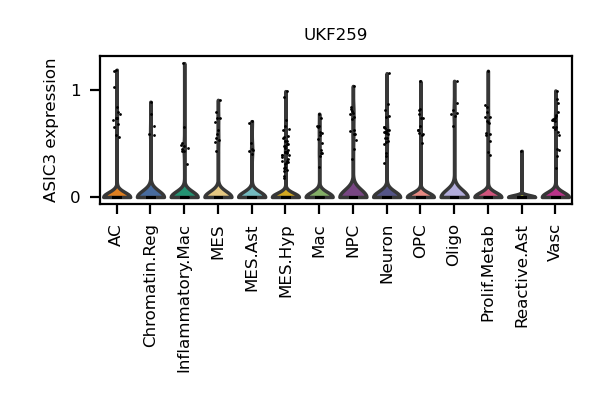 UKF259
ASIC3 expression
1
0
AC
Chromatin.Reg
Inflammatory.Mac
MES
MES.Ast
MES.Hyp
Mac
NPC
Neuron
OPC
Oligo
Prolif.Metab
Reactive.Ast
Vasc